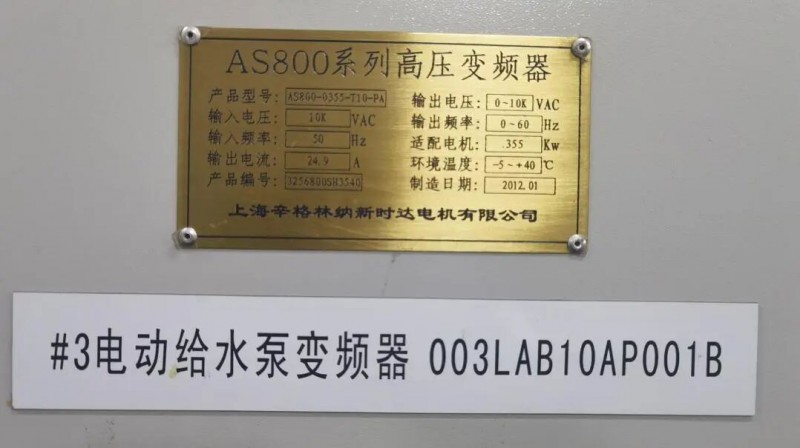 AS800系列高压变频器
产品型号: AS800-0355-T10-PA 输出电压: 0~10K VAC
输入电压: 10K VAC 输出频率: 0~60 Hz
输入频率: 50 Hz 适配电机: .355 Kw
输出电流: 24.9 A 环境温度: -5~+40 ℃
产品编号: S256800SH3540 制造日期: 2012.01
上海辛格林纳新时达电机有限公司
#3电动给水泵变频器 003LAB10AP001B